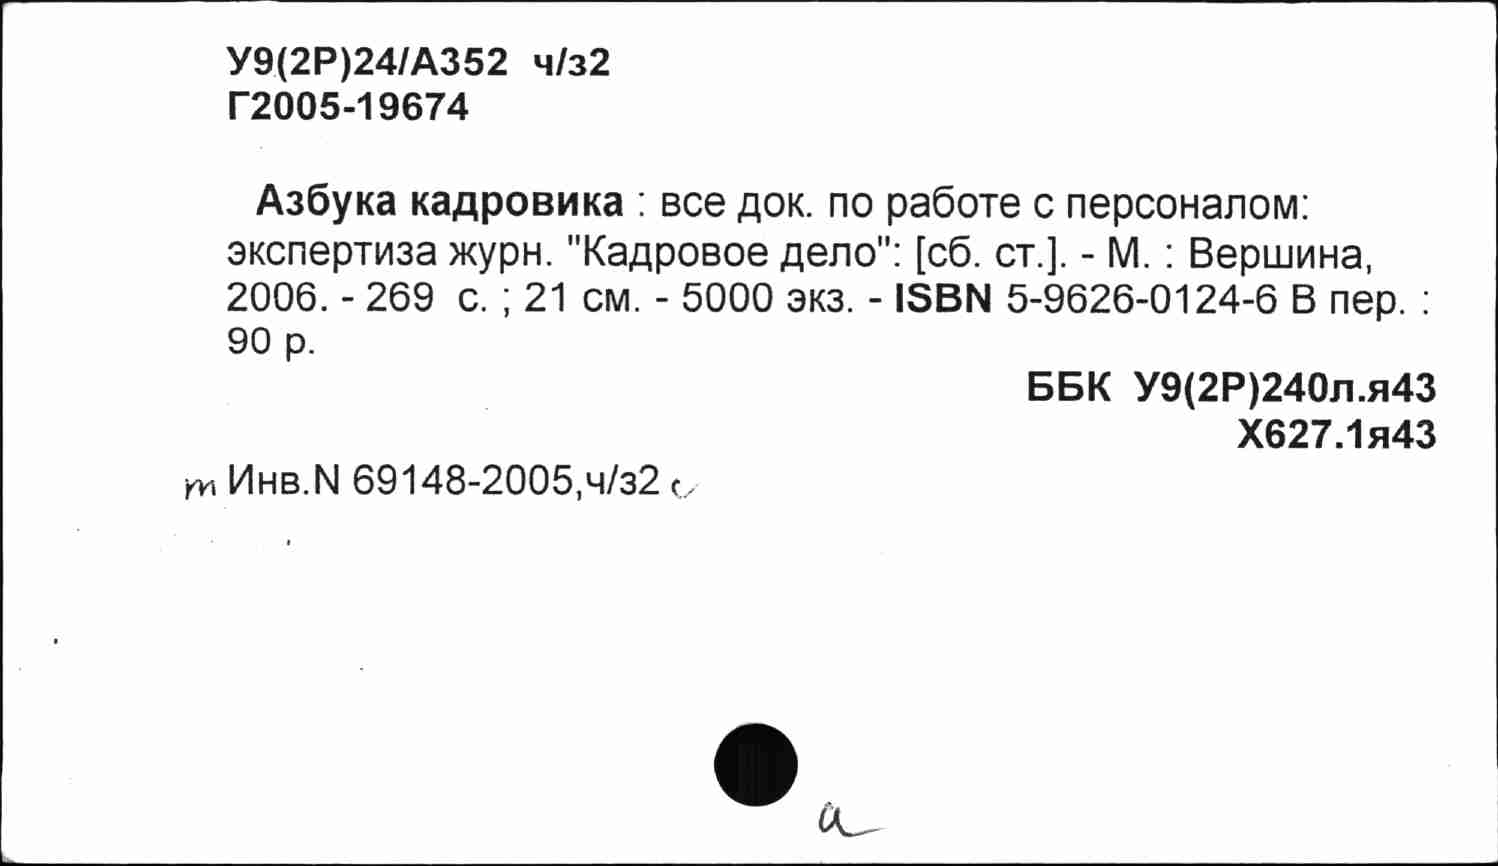 У9(2Р)24/А352 ч/з2
Г2005-19674
Азбука кадровика : все док. по работе с персоналом:
экспертиза журн. "Кадровое дело": [сб. ст.]. - М. : Вершина,
2006. - 269 с. ; 21 см. - 5000 экз. - ISBN 5-9626-0124-6 В пер. :
90 р.
ББК У9(2Р)240л.я43
Х627.1я43
т Инв.N 69148-2005,ч/з2
а